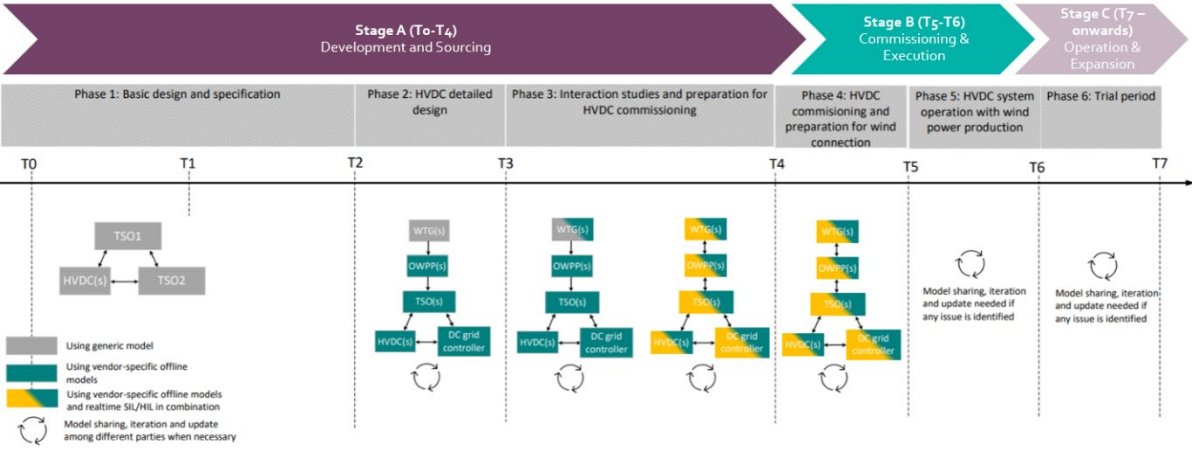 Stage A (T0-T4)
Development and Sourcing
Stage B (T5-T6)
Commissioning &
Execution
Stage C (T7 –
onwards)
Operation &
Expansion
Phase 1: Basic design and specification
Phase 2: HVDC detailed
design
Phase 3: Interaction studies and preparation for
HVDC commissioning
Phase 4: HVDC
commisioning and
preparation for wind
connection
Phase 5: HVDC system
operation with wind
power production
Phase 6: Trial period
T0
T1
T2
T3
T4
T5
T6
T7
TSO1
HVDC(s)
TSO2
WTG(s)
OWPP(s)
TSO(s)
HVDC(s)
DC grid
controller
WTG(s)
OWPP(s)
TSO(s)
HVDC(s)
DC grid
controller
WTG(s)
OWPP(s)
TSO(s)
HVDC(s)
DC grid
controller
WTG(s)
OWPP(s)
TSO(s)
HVDC(s)
DC grid
controller
Model sharing, iteration
and update needed if
any issue is identified
Model sharing, iteration
and update needed if
any issue is identified
Using generic model
Using vendor-specific offline
models
Using vendor-specific offline models
and realtime SIL/HIL in combination
Model sharing, iteration and update
among different parties when necessary